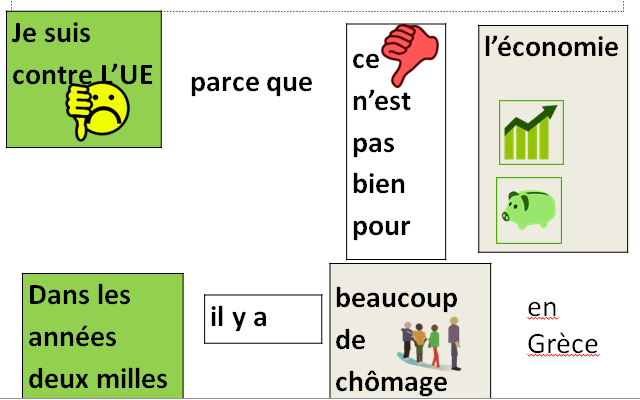 Je suis
contre L’UE
parce que
ce
n’est
pas
bien
pour
l’économie
Dans les
années
deux milles
il y a
beaucoup
de
chômage
en
Grèce